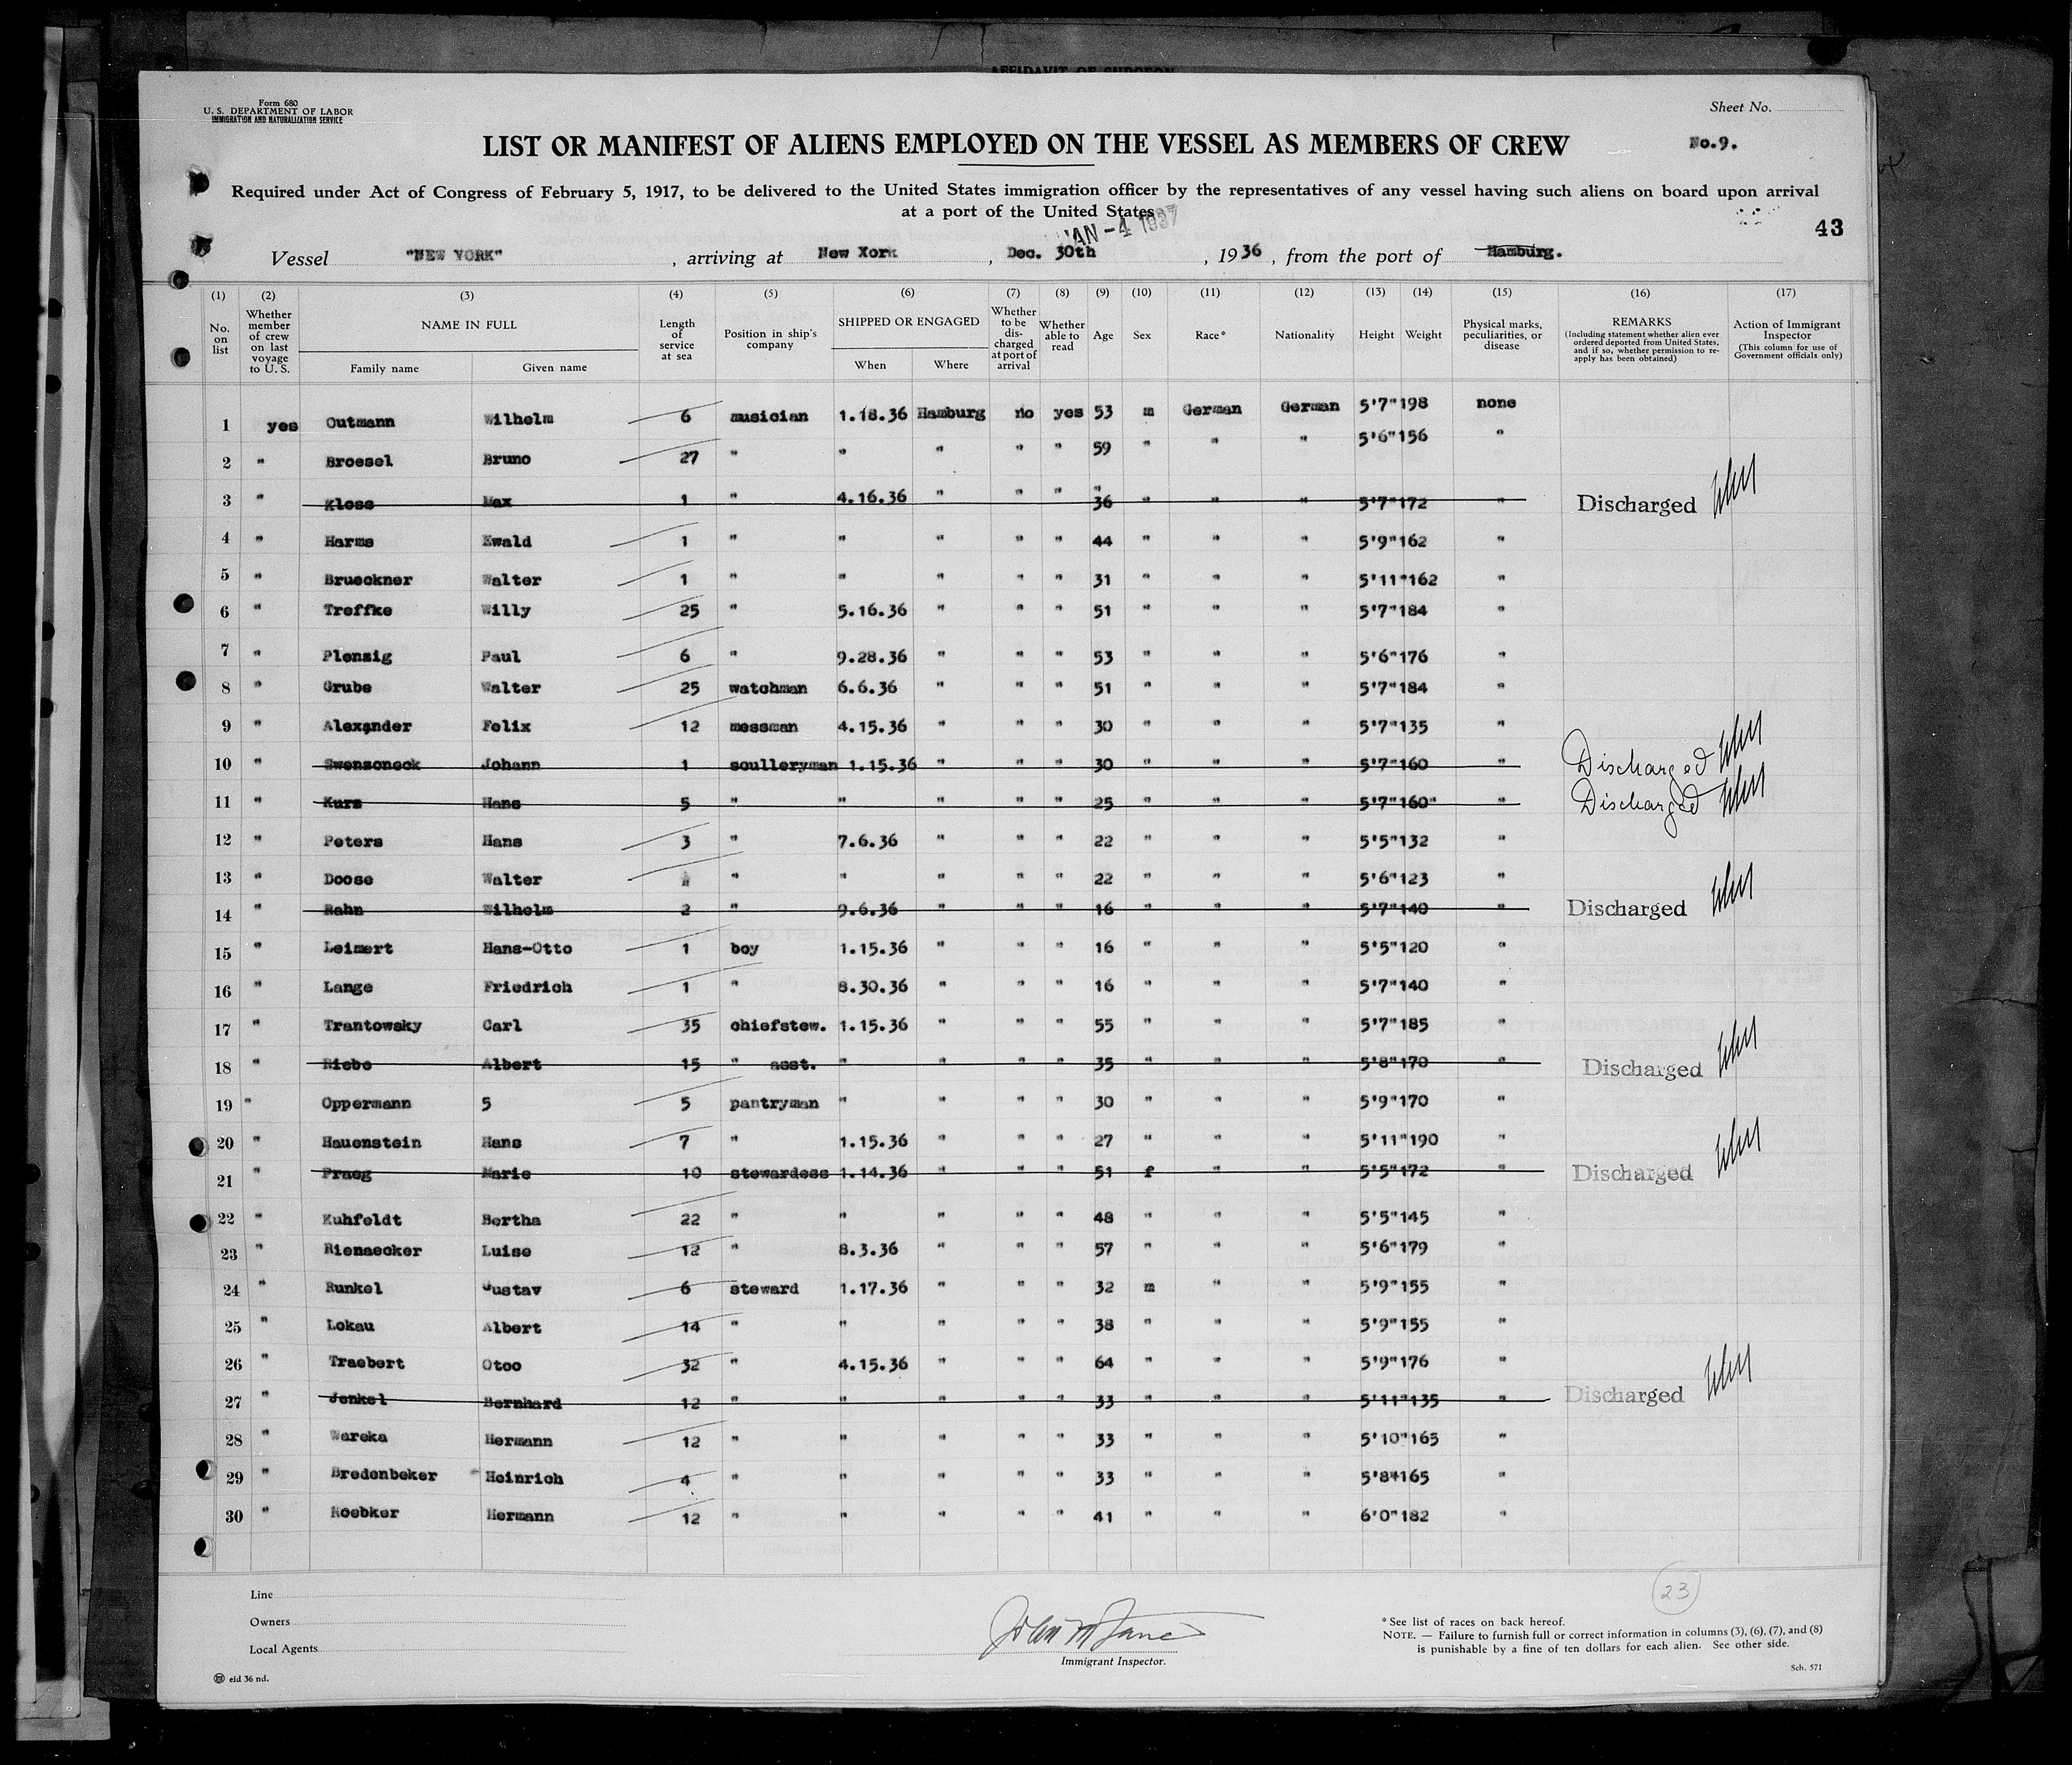 AFFIDAVIT OF SURGEON
Form 680
U. S. DEPARTMENT OF LABOR
IMMIGRATION AND NATURALIZATION SERVICE
Sheet No.
LIST OR MANIFEST OF ALIENS EMPLOYED ON THE VESSEL AS MEMBERS OF CREW
No.9.
Required under Act of Congress of February 5, 1917, to be delivered to the United States immigration officer by the representatives of any vessel having such aliens on board upon arrival
at a port of the United States
JAN -4 1937
43
Vessel "NEW YORK" , arriving at New York , Dec. 30th , 1936 , from the port of Hamburg.
(1) (2) (3) (4) (5) (6) (7) (8) (9) (10) (11) (12) (13) (14) (15) (16) (17)
No. on list
Whether member of crew on last voyage to U. S.
NAME IN FULL
Family name
Given name
Length of service at sea
Position in ship's company
SHIPPED OR ENGAGED
When
Where
Whether to be discharged at port of arrival
Whether able to read
Age
Sex
Race*
Nationality
Height
Weight
Physical marks, peculiarities, or disease
REMARKS
(Including statement whether alien ever ordered deported from United States, and if so, whether permission to reapply has been obtained)
Action of Immigrant Inspector
(This column for use of Government officials only)
1 yes Outmann Wilhelm 6 musician 1.18.36 Hamburg no yes 53 m German German 5'7" 198 none
2 " Broesel Bruno 27 " " " " " 59 " " " 5'6" 156 "
3 " Kloss Max 1 " 4.16.36 " " " 36 " " " 5'7" 172 " Discharged
4 " Harms Ewald 1 " " " " " 44 " " " 5'9" 162 "
5 " Brueckner Walter 1 " " " " " 31 " " " 5'11" 162 "
6 " Treffke Willy 25 " 5.16.36 " " " 51 " " " 5'7" 184 "
7 " Plenzig Paul 6 " 9.28.36 " " " 53 " " " 5'6" 176 "
8 " Grube Walter 25 watchman 6.6.36 " " " 51 " " " 5'7" 184 "
9 " Alexander Felix 12 messman 4.15.36 " " " 30 " " " 5'7" 135 "
10 " Swensoneck Johann 1 soulleryman 1.15.36 " " " 30 " " " 5'7" 160 " Discharged
11 " Kurz Hans 5 " " " " " 25 " " " 5'7" 160" " Discharged
12 " Peters Hans 3 " 7.6.36 " " " 22 " " " 5'5" 132 "
13 " Doose Walter " " " " " 22 " " " 5'6" 123 "
14 " Rahn Wilhelm 2 " 9.6.36 " " " 16 " " " 5'7" 140 " Discharged
15 " Leimert Hans-Otto 1 boy 1.15.36 " " " 16 " " " 5'5" 120 "
16 " Lange Friedrich 1 " 8.30.36 " " " 16 " " " 5'7" 140 "
17 " Trantowsky Carl 35 chiefstew. 1.15.36 " " " 55 " " " 5'7" 185 "
18 " Riebe Albert 15 " asst. " " " " 35 " " " 5'8" 170 " Discharged
19 " Oppermann 5 5 pantryman " " " " 30 " " " 5'9" 170 "
20 " Hauenstein Hans 7 " 1.15.36 " " " 27 " " " 5'11" 190 "
21 " Praeg Marie 10 stewardess 1.14.36 " " " 51 f " " 5'5" 172 " Discharged
22 " Kuhfeldt Bertha 22 " " " " " 48 " " " 5'5" 145 "
23 " Rienaecker Luise 12 " 8.3.36 " " " 57 " " " 5'6" 179 "
24 " Runkel Gustav 6 steward 1.17.36 " " " 32 m " " 5'9" 155 "
25 " Lokau Albert 14 " " " " " 38 " " " 5'9" 155 "
26 " Traebert Otoo 32 " 4.15.36 " " " 64 " " " 5'9" 176 "
27 " Jenkel Bernhard 12 " " " " " 33 " " " 5'11" 135 " Discharged
28 " Wareka Hermann 12 " " " " " 33 " " " 5'10" 165 "
29 " Bredenbeker Heinrich 4 " " " " " 33 " " " 5'8" 165 "
30 " Roebker Hermann 12 " " " " " 41 " " " 6'0" 182 "
23
Line
Owners
Local Agents
Immigrant Inspector.
*See list of races on back hereof.
NOTE. — Failure to furnish full or correct information in columns (3), (6), (7), and (8)
is punishable by a fine of ten dollars for each alien. See other side.
eld 36 nd.
Sch. 571